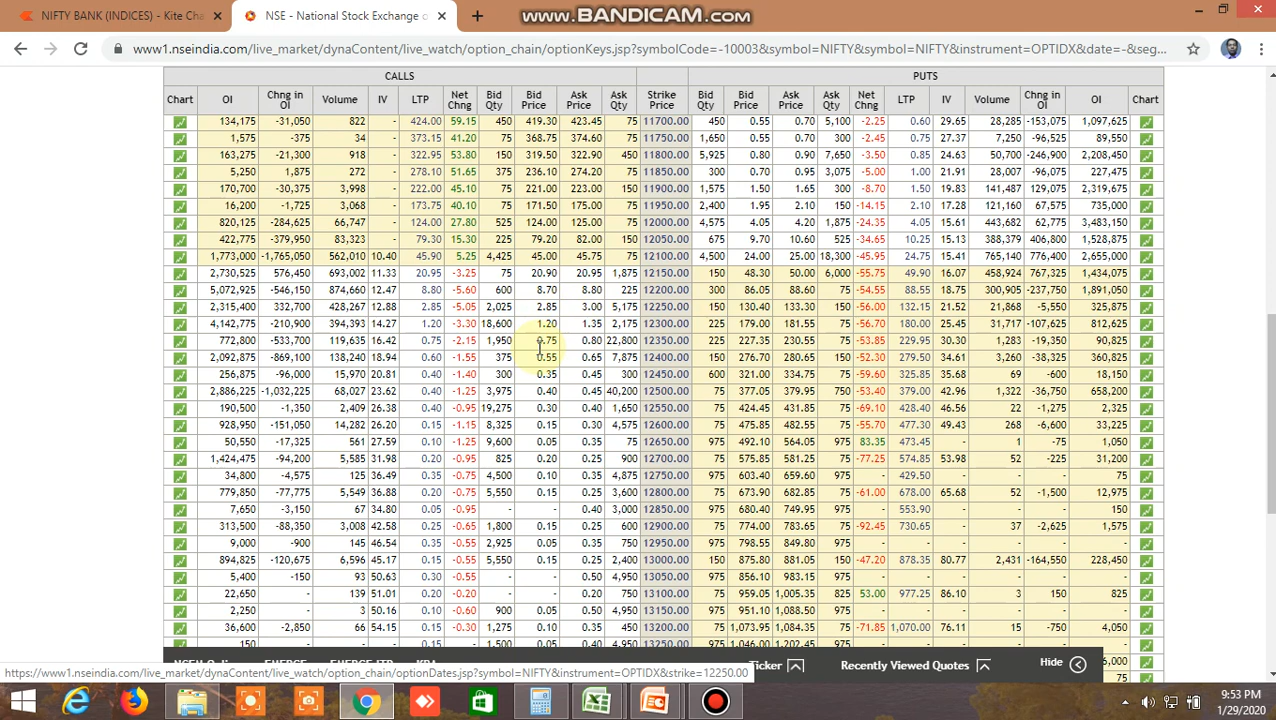 NIFTY BANK (INDICES) - Kite Cha × NSE - National Stock Exchange o × +
www.BANDICAM.com
www1.nseindia.com/live_market/dynaContent/live_watch/option_chain/optionKeys.jsp?symbolCode=-10003&symbol=NIFTY&symbol=NIFTY&instrument=OPTIDX&date=-&seg...
CALLS PUTS
Chart OI Chng in OI Volume IV LTP Net Chng Bid Qty Bid Price Ask Price Ask Qty Strike Price Bid Qty Bid Price Ask Price Ask Qty Net Chng LTP IV Volume Chng in OI OI Chart
134,175 -31,050 822 - 424.00 59.15 450 419.30 423.45 75 11700.00 450 0.55 0.70 5,100 -2.25 0.60 29.65 28,285 -153,075 1,097,625
1,575 -375 34 - 373.15 41.20 75 368.75 374.60 75 11750.00 1,650 0.55 0.70 300 -2.45 0.75 27.37 7,250 -96,525 89,550
163,275 -21,300 918 - 322.95 53.80 150 319.50 322.90 450 11800.00 5,925 0.80 0.90 7,650 -3.50 0.85 24.63 50,700 -246,900 2,208,450
5,250 1,875 272 - 278.10 51.65 375 236.10 274.20 75 11850.00 300 0.70 0.95 3,075 -5.00 1.00 21.91 28,007 -96,075 227,475
170,700 -30,375 3,998 - 222.00 45.10 75 221.00 223.00 150 11900.00 1,575 1.50 1.65 300 -8.70 1.50 19.83 141,487 129,075 2,319,675
16,200 -1,725 3,068 - 173.75 40.10 75 171.50 175.00 75 11950.00 2,400 1.95 2.10 150 -14.15 2.10 17.28 121,160 67,575 735,000
820,125 -284,625 66,747 - 124.00 27.80 525 124.00 125.00 75 12000.00 4,575 4.05 4.20 1,875 -24.35 4.05 15.61 443,682 62,775 3,483,150
422,775 -379,950 83,323 - 79.30 15.30 225 79.20 82.00 150 12050.00 675 9.70 10.60 525 -34.65 10.25 15.13 388,379 406,800 1,528,875
1,773,000 -1,765,050 562,010 10.40 45.90 5.25 4,425 45.00 45.75 75 12100.00 4,500 24.00 25.00 18,300 -45.95 24.75 15.41 765,140 776,400 2,655,000
2,730,525 576,450 693,002 11.33 20.95 -3.25 75 20.90 20.95 1,875 12150.00 150 48.30 50.00 6,000 -55.75 49.90 16.07 458,924 767,325 1,434,075
5,072,925 -546,150 874,660 12.47 8.80 -5.60 600 8.70 8.80 225 12200.00 300 86.05 88.60 75 -54.55 88.55 18.75 300,905 -237,750 1,891,050
2,315,400 332,700 428,267 12.88 2.85 -5.05 2,025 2.85 3.00 5,175 12250.00 150 130.40 133.30 150 -56.00 132.15 21.52 21,868 -5,550 325,875
4,142,775 -210,900 394,393 14.27 1.20 -3.30 18,600 1.20 1.35 2,175 12300.00 225 179.00 181.55 75 -56.70 180.00 25.45 31,717 -107,625 812,625
772,800 -533,700 119,635 16.42 0.75 -2.15 1,950 0.75 0.80 22,800 12350.00 225 227.35 230.55 75 -53.85 229.95 30.30 1,283 -19,350 90,825
2,092,875 -869,100 138,240 18.94 0.60 -1.55 375 0.55 0.65 7,875 12400.00 150 276.70 280.65 150 -52.30 279.50 34.61 3,260 -38,325 360,825
256,875 -96,000 15,970 20.81 0.40 -1.40 300 0.35 0.45 300 12450.00 600 321.00 334.75 75 -59.60 325.85 35.68 69 -600 18,150
2,886,225 -1,032,225 68,027 23.62 0.40 -1.25 3,975 0.40 0.45 40,200 12500.00 75 377.05 379.95 75 -53.40 379.00 42.96 1,322 -36,750 658,200
190,500 -1,350 2,409 26.38 0.40 -0.95 19,275 0.30 0.40 1,650 12550.00 75 424.45 431.85 75 -69.10 428.40 46.56 22 -1,275 2,325
928,950 -151,050 14,282 26.20 0.15 -1.15 8,325 0.15 0.30 4,575 12600.00 75 475.85 482.55 225 -55.70 477.30 49.43 268 -6,600 33,225
50,550 -17,325 561 27.59 0.10 -1.25 9,600 0.05 0.35 75 12650.00 975 492.10 564.05 975 83.35 473.45 - 1 -75 1,050
1,424,475 -94,200 5,585 31.98 0.10 -0.95 825 0.20 0.25 900 12700.00 75 575.85 581.25 75 -77.25 574.85 53.98 52 -225 31,200
34,800 -4,575 125 36.49 0.35 -0.75 4,500 0.10 0.35 4,875 12750.00 150 603.40 659.60 150 - 429.50 - - - 75
779,850 -77,775 5,549 36.88 0.20 -0.75 5,550 0.15 0.25 3,600 12800.00 75 673.90 682.85 75 -61.00 678.00 65.68 52 -1,500 12,975
7,650 -3,150 67 34.80 0.05 -0.95 - - 0.40 3,000 12850.00 975 680.40 749.95 975 - 553.90 - - - 150
313,500 -88,350 3,008 42.58 0.25 -0.65 1,800 0.15 0.25 600 12900.00 75 774.00 783.65 75 -92.45 730.65 - 37 -2,625 1,575
9,000 -900 145 46.54 0.35 -0.55 2,925 0.05 0.35 450 12950.00 975 798.55 849.80 975 - - - - - -
894,825 -120,675 6,596 45.17 0.15 -0.55 5,550 0.15 0.25 2,400 13000.00 150 875.80 881.05 150 -47.20 878.35 80.77 2,431 -164,550 228,450
5,400 -150 93 50.63 0.30 -0.55 - - 0.50 4,950 13050.00 975 856.10 983.15 975 - - - - - -
22,650 - 139 51.01 0.20 -0.20 - - 0.20 750 13100.00 75 959.05 1,005.35 825 53.00 977.25 86.10 3 150 825
2,250 - 3 50.16 0.10 -0.60 900 0.05 0.50 4,950 13150.00 975 951.10 1,088.50 975 - - - - - -
36,600 -2,850 66 54.15 0.10 -0.30 1,275 0.10 0.35 450 13200.00 75 1,073.95 1,084.35 75 -71.85 1,070.00 76.11 15 -750 4,050
150 - - - 0.15 - 1,500 0.05 0.40 4,950 13250.00 975 1,046.00 1,202.45 975 - - - - - -
Ticker Recently Viewed Quotes Hide 6,000
75
https://www1.nseindia.com/live_market/dynaContent/live_watch/option_chain/optionDates.jsp?symbol=NIFTY&instrument=OPTIDX&strike=12250.00
9:53 PM
1/29/2020